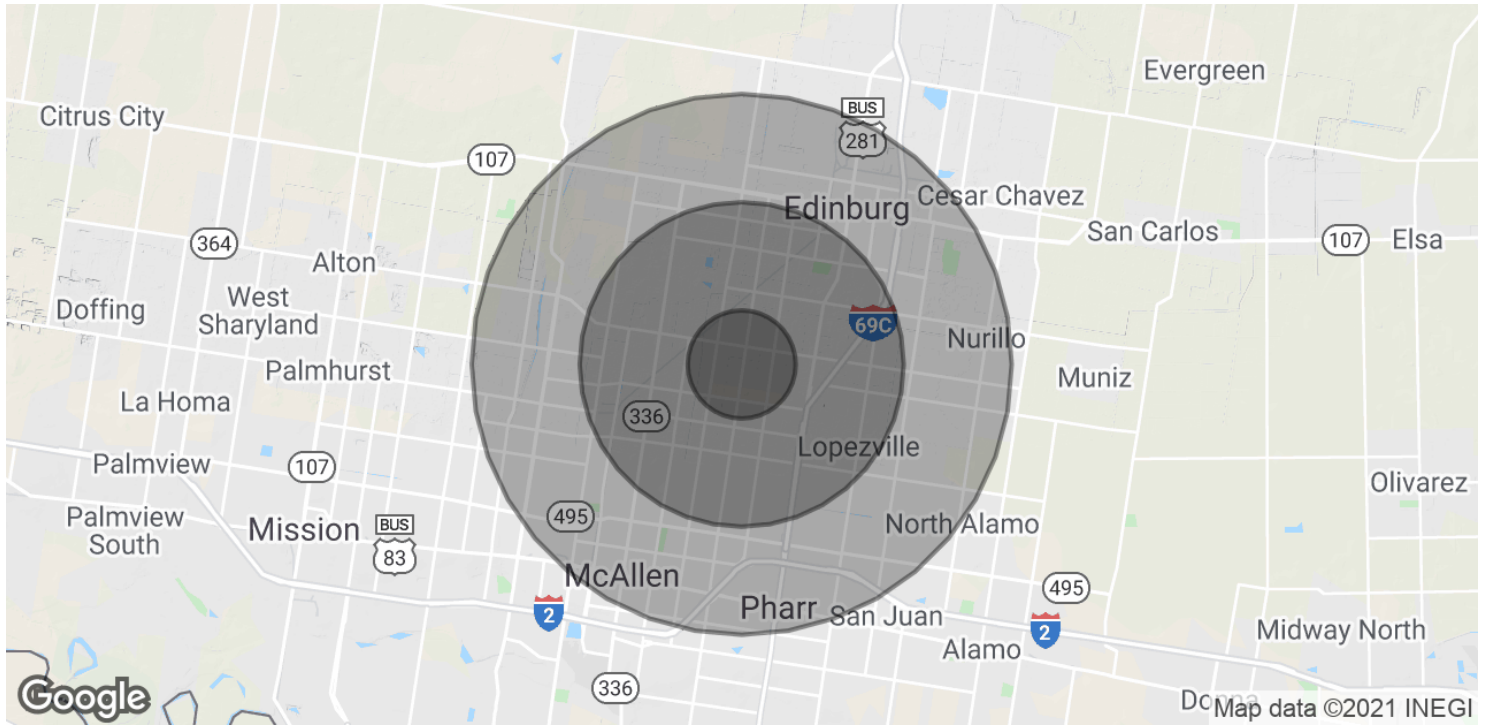 Evergreen
Citrus City
BUS
281
107
Cesar Chavez
Edinburg
San Carlos
107
Elsa
364
Alton
West
Sharyland
Doffing
69C
Nurillo
Palmhurst
Muniz
La Homa
336
Lopezville
Palmview
107
Olivarez
Palmview
South
495
Mission
BUS
83
North Alamo
McAllen
495
2
Pharr
San Juan
2
Midway North
Alamo
336
Google
Map data ©2021 INEGI